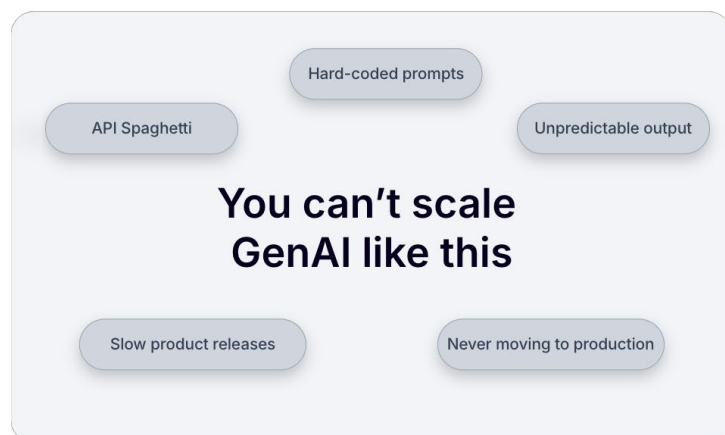 Hard-coded prompts
API Spaghetti
Unpredictable output
You can’t scale
GenAI like this
Slow product releases
Never moving to production